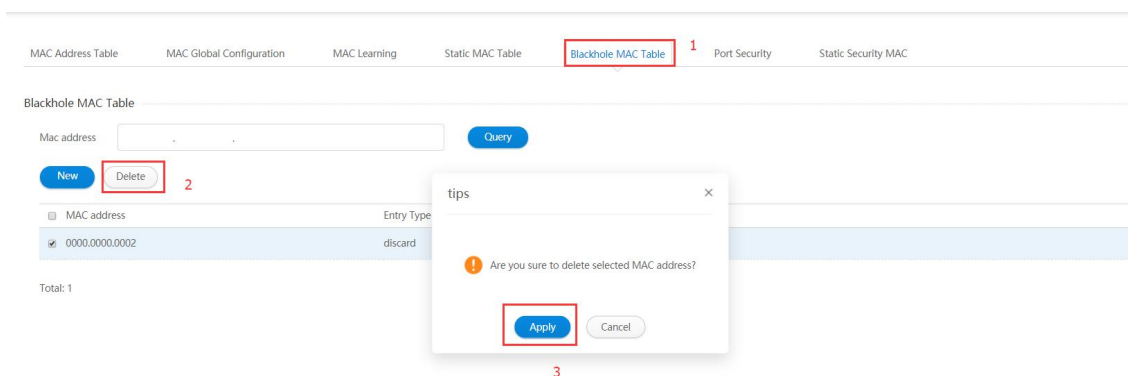 MAC Address Table MAC Global Configuration MAC Learning Static MAC Table Blackhole MAC Table 1 Port Security Static Security MAC
Blackhole MAC Table
Mac address . . Query
New Delete 2
tips ×
MAC address Entry Type
0000.0000.0002 discard
Are you sure to delete selected MAC address?
Total: 1
Apply Cancel
3